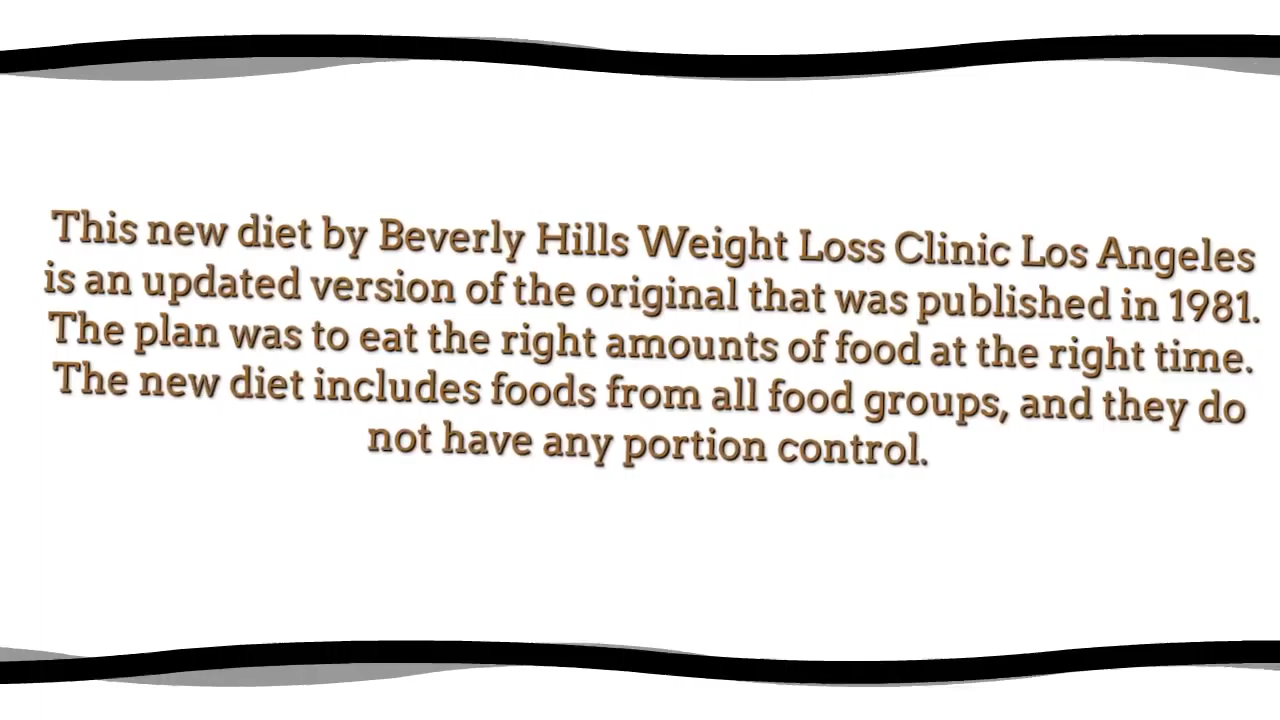 This new diet by Beverly Hills Weight Loss Clinic Los Angeles
is an updated version of the original that was published in 1981.
The plan was to eat the right amounts of food at the right time.
The new diet includes foods from all food groups, and they do
not have any portion control.